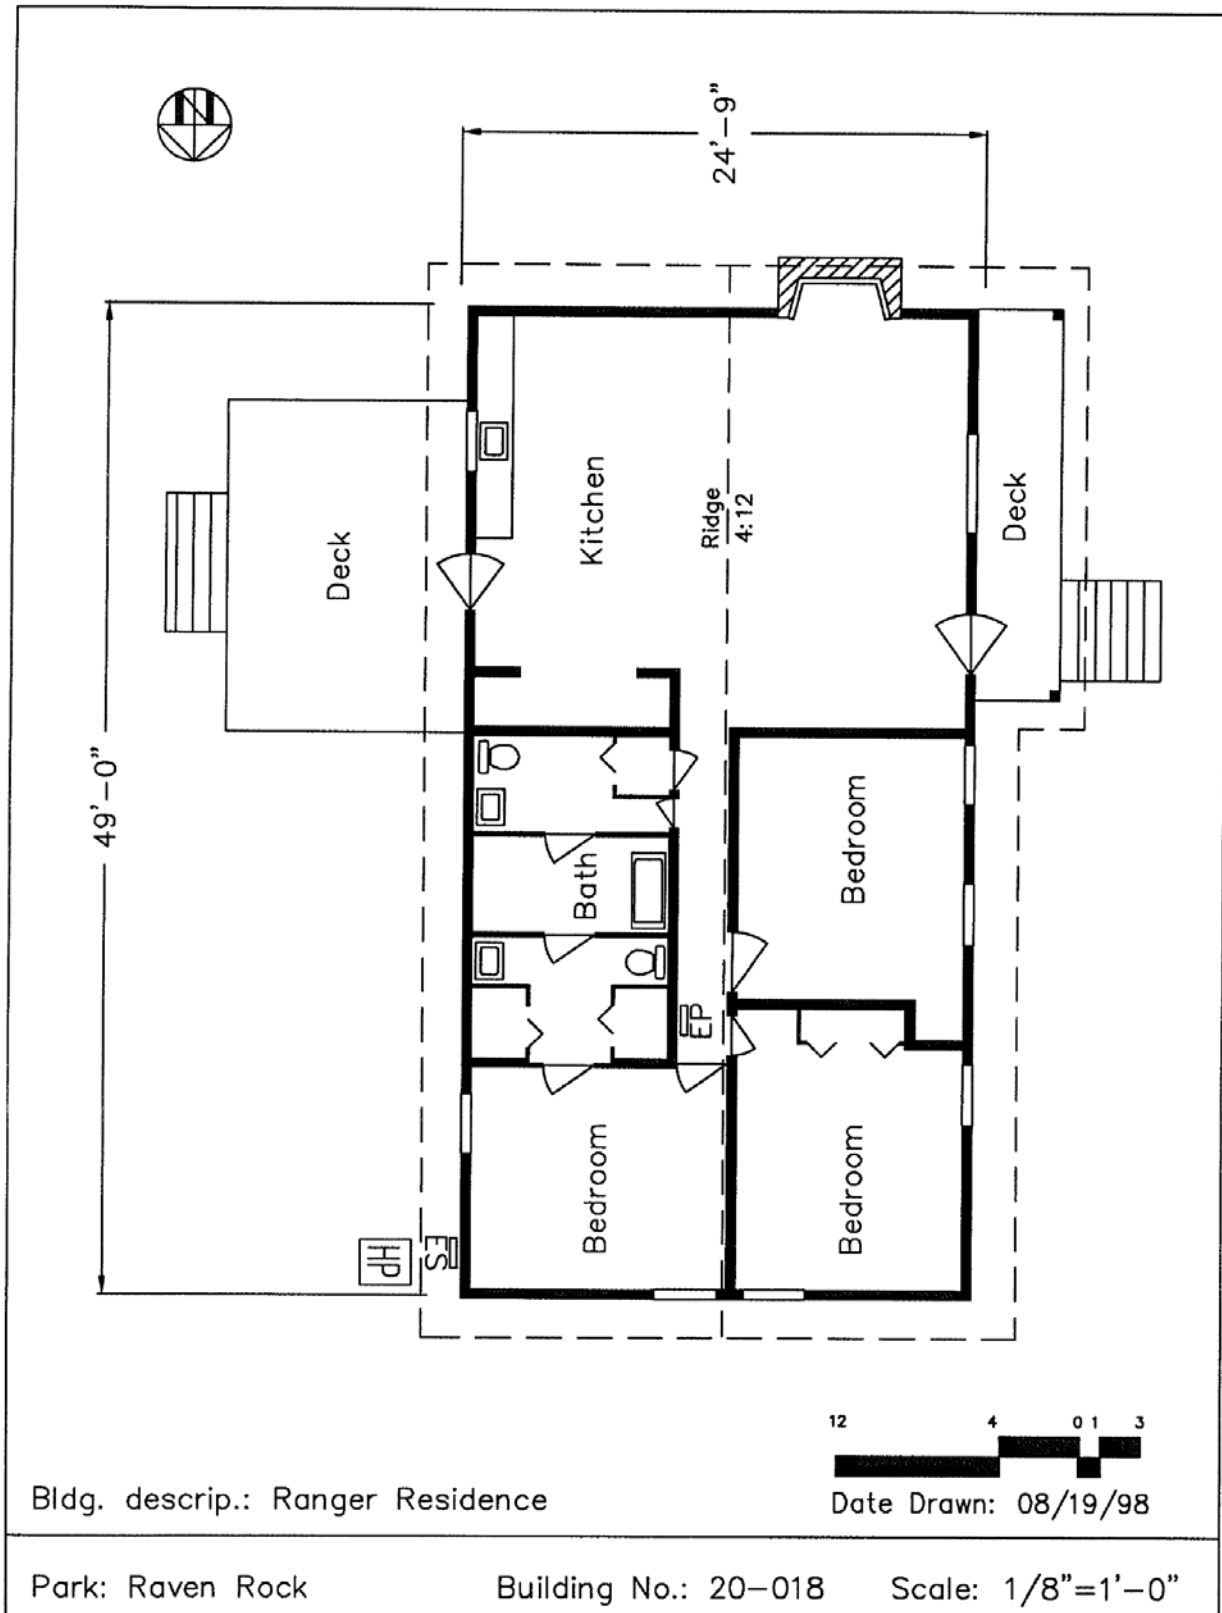 N
24'-9"
49'-0"
Deck
Kitchen
Ridge
4:12
Deck
Bath
Bedroom
EP
Bedroom
Bedroom
HP
ES
12 4 0 1 3
Bldg. descrip.: Ranger Residence
Date Drawn: 08/19/98
Park: Raven Rock
Building No.: 20-018
Scale: 1/8"=1'-0"